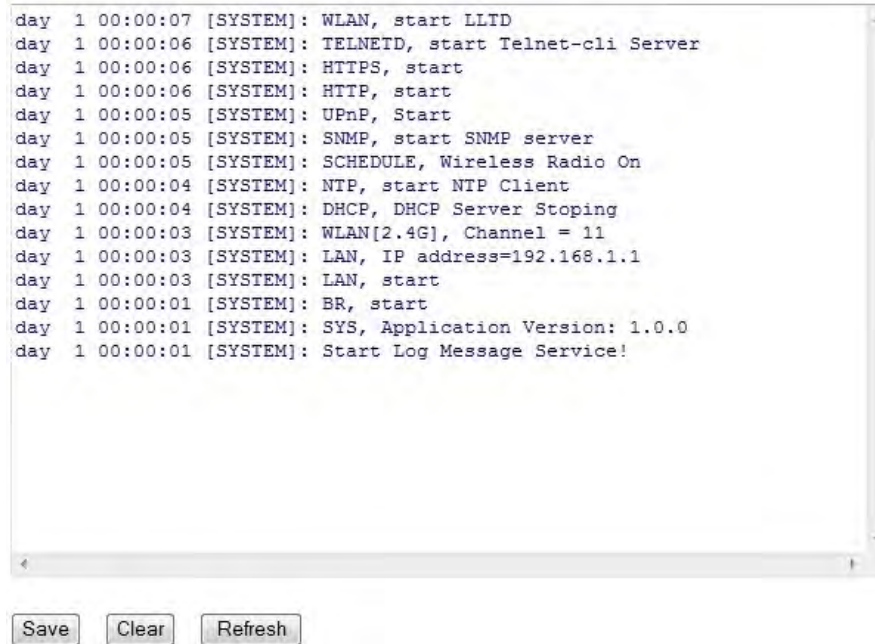 day  1 00:00:07 [SYSTEM]: WLAN, start LLTD
day  1 00:00:06 [SYSTEM]: TELNETD, start Telnet-cli Server
day  1 00:00:06 [SYSTEM]: HTTPS, start
day  1 00:00:06 [SYSTEM]: HTTP, start
day  1 00:00:05 [SYSTEM]: UPnP, Start
day  1 00:00:05 [SYSTEM]: SNMP, start SNMP server
day  1 00:00:05 [SYSTEM]: SCHEDULE, Wireless Radio On
day  1 00:00:04 [SYSTEM]: NTP, start NTP Client
day  1 00:00:04 [SYSTEM]: DHCP, DHCP Server Stoping
day  1 00:00:03 [SYSTEM]: WLAN[2.4G], Channel = 11
day  1 00:00:03 [SYSTEM]: LAN, IP address=192.168.1.1
day  1 00:00:03 [SYSTEM]: LAN, start
day  1 00:00:01 [SYSTEM]: BR, start
day  1 00:00:01 [SYSTEM]: SYS, Application Version: 1.0.0
day  1 00:00:01 [SYSTEM]: Start Log Message Service!
Save Clear Refresh